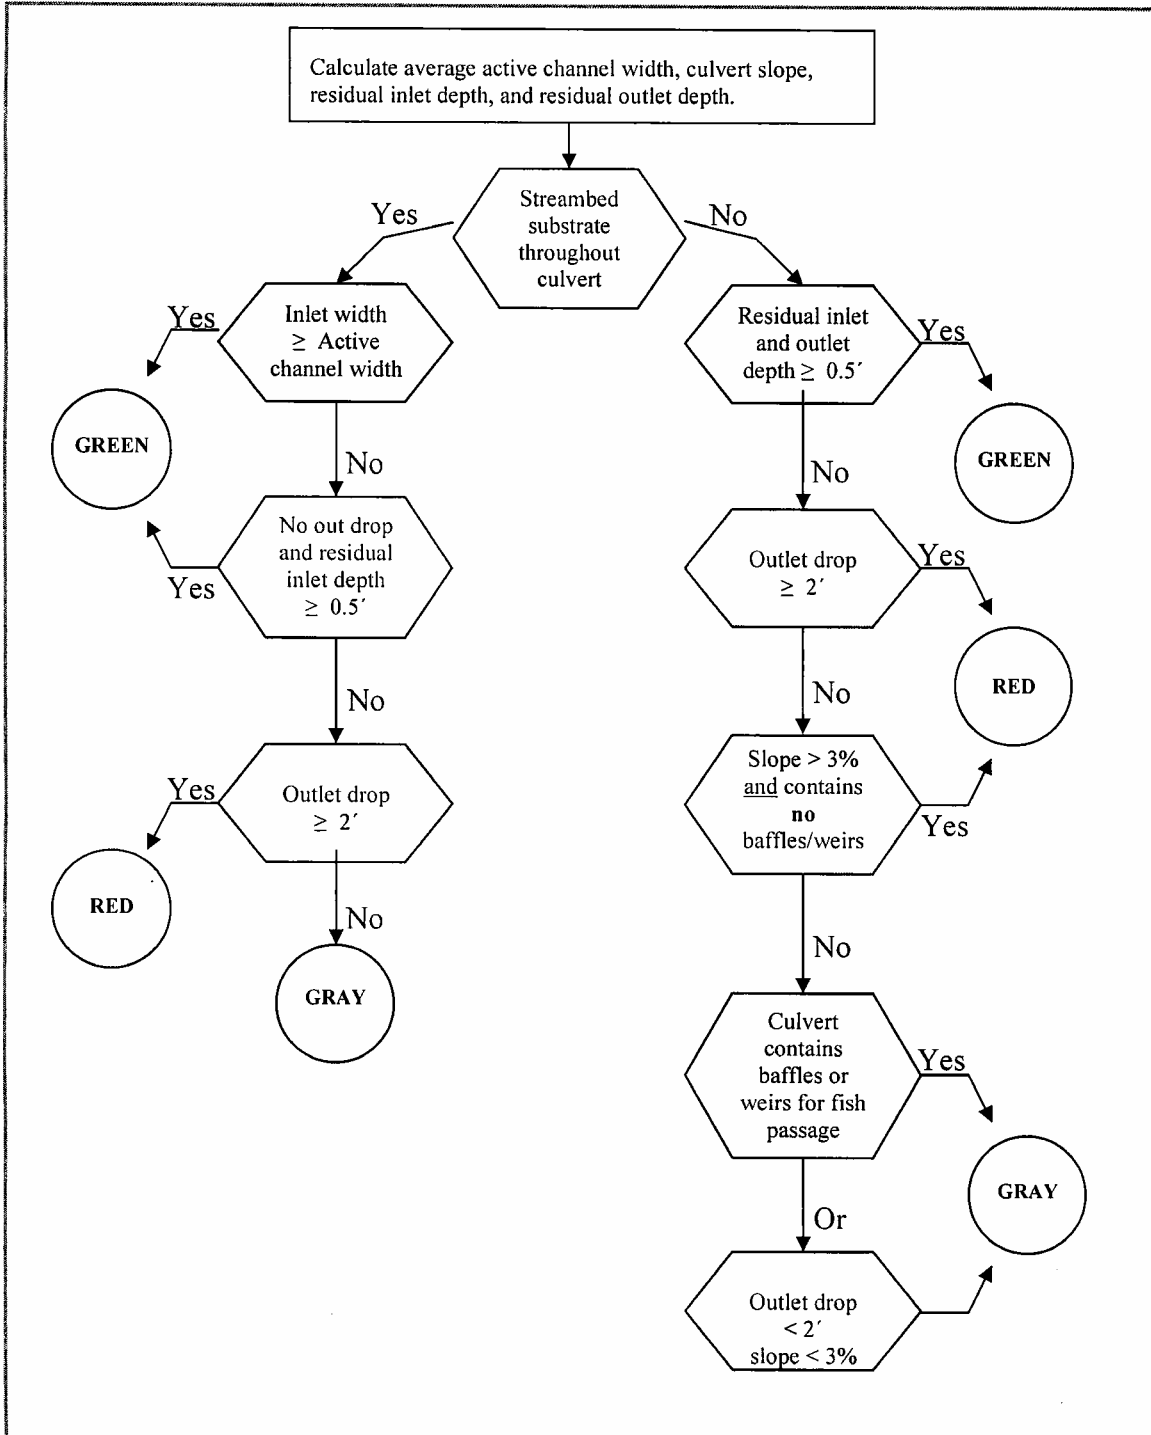 Calculate average active channel width, culvert slope,
residual inlet depth, and residual outlet depth.
Streambed
substrate
throughout
culvert
Yes
No
Inlet width
≥ Active
channel width
Yes
GREEN
No
No out drop
and residual
inlet depth
≥ 0.5´
Yes
No
Outlet drop
≥ 2´
Yes
RED
No
GRAY
Residual inlet
and outlet
depth ≥ 0.5´
Yes
GREEN
No
Outlet drop
≥ 2´
Yes
RED
No
Slope > 3%
and contains
no
baffles/weirs
Yes
No
Culvert
contains
baffles or
weirs for fish
passage
Yes
GRAY
Or
Outlet drop
< 2´
slope < 3%